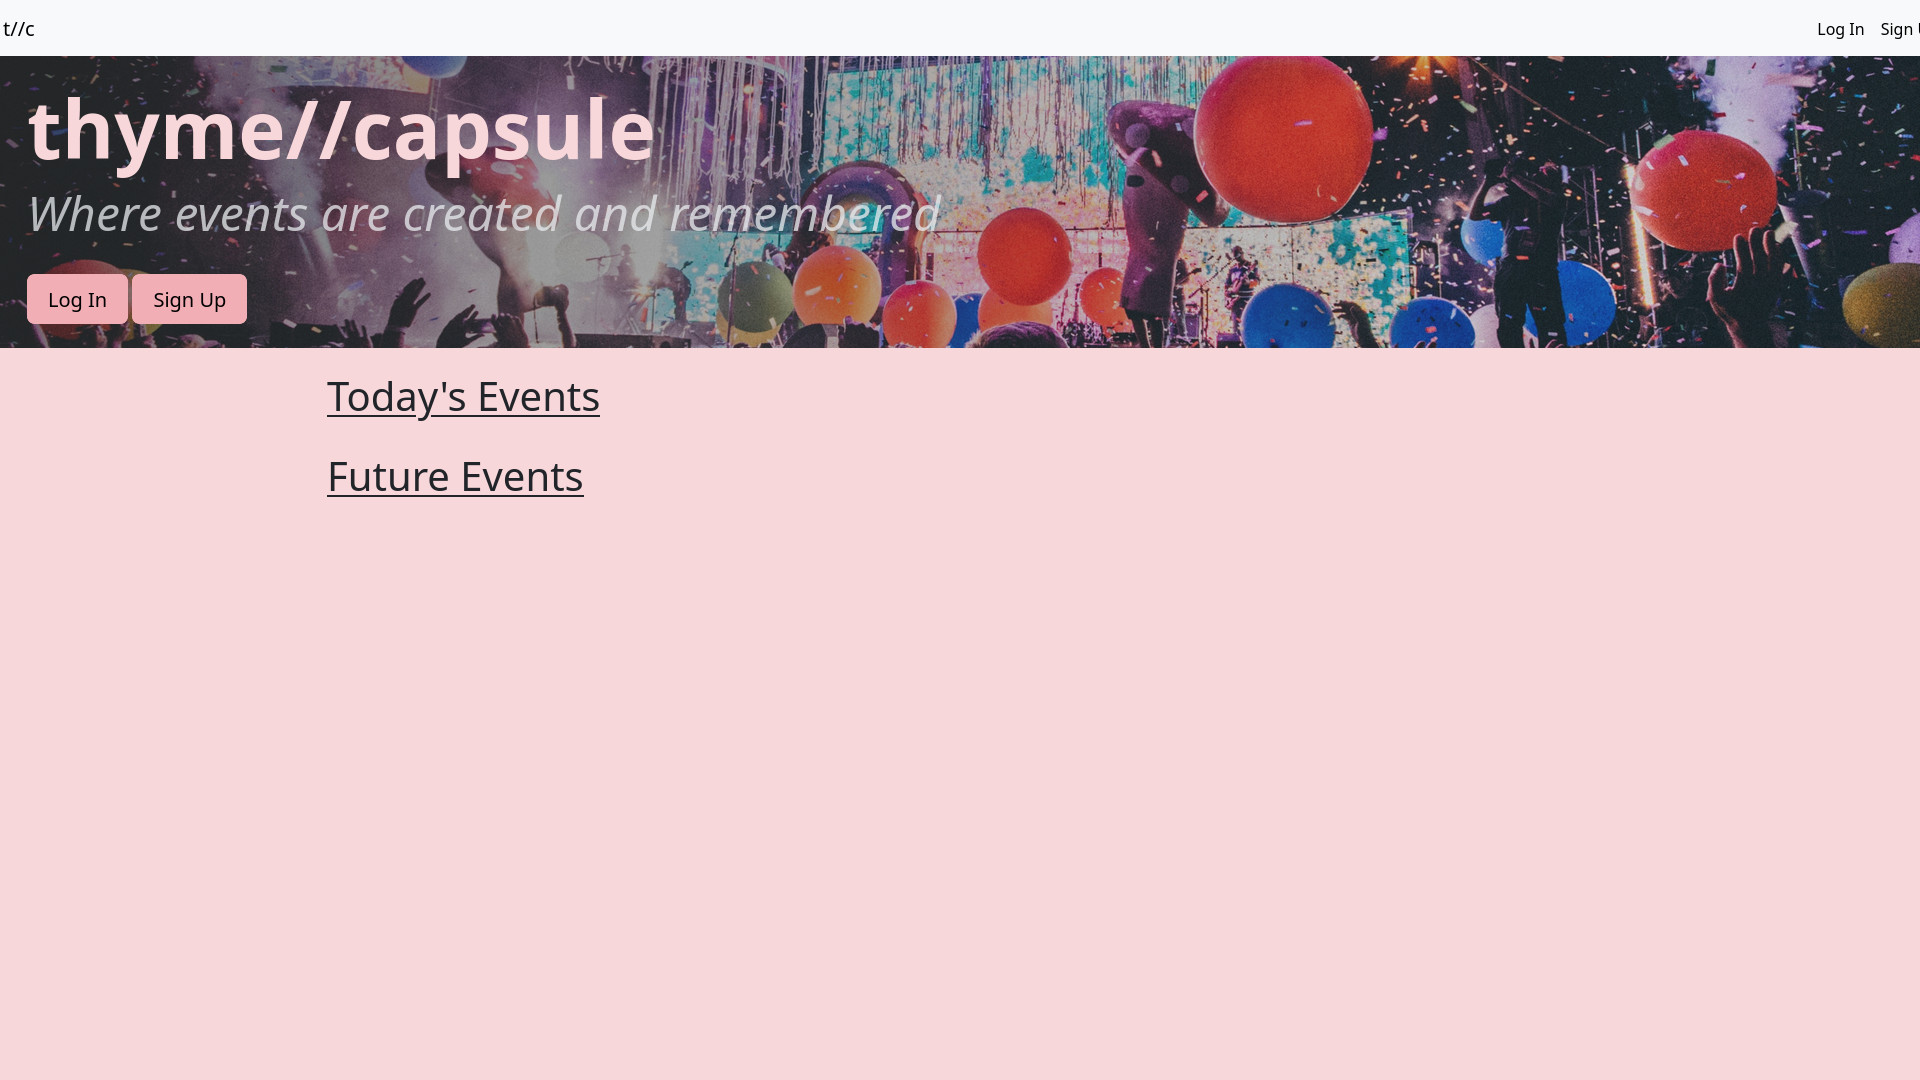 t//c
Log In
Sign
thyme//capsule
Where events are created and remembered
Log In
Sign Up
Today's Events
Future Events